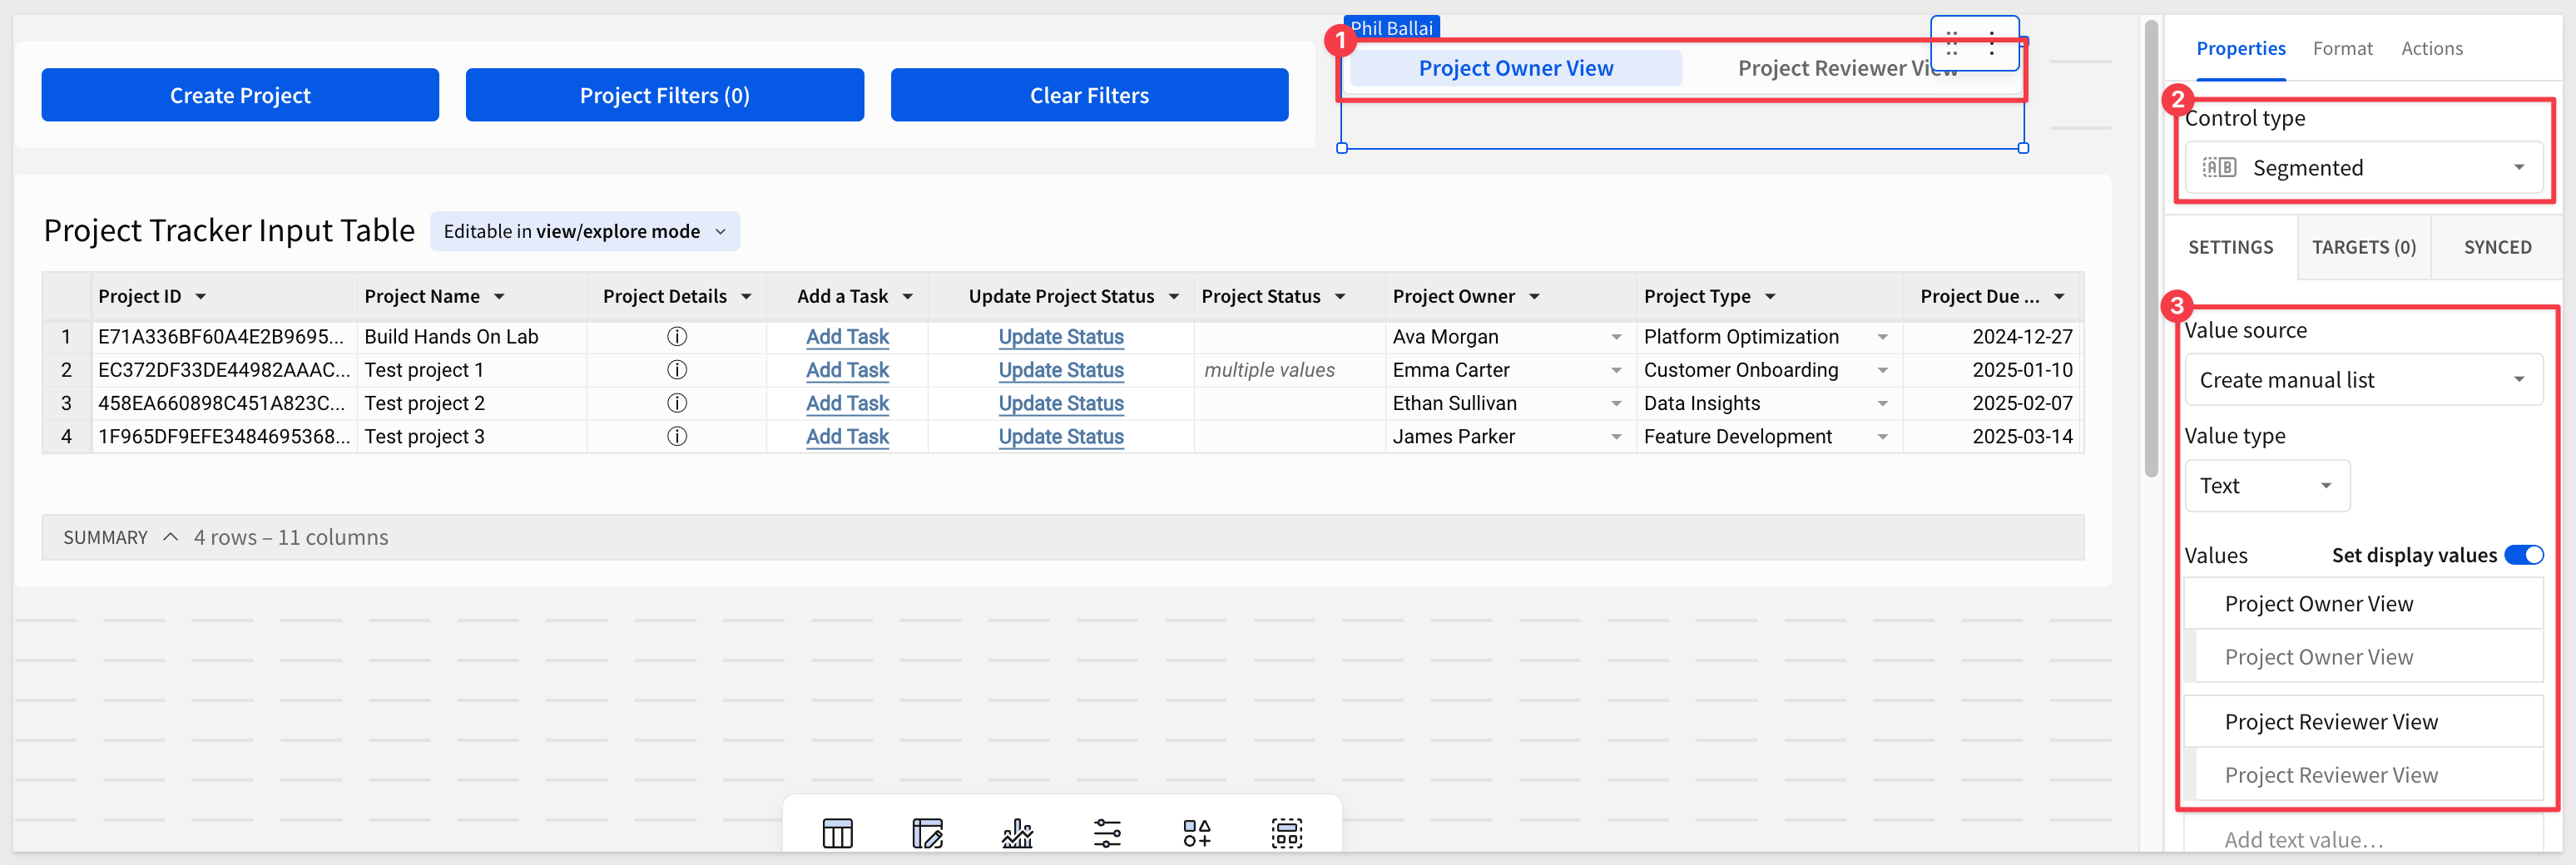 Phil Ballai
1
Project Owner View
Project Reviewer View
Create Project
Project Filters (0)
Clear Filters
Project Tracker Input Table
Editable in view/explore mode
Project ID
Project Name
Project Details
Add a Task
Update Project Status
Project Status
Project Owner
Project Type
Project Due ...
1 E71A336BF60A4E2B9695... Build Hands On Lab Add Task Update Status Ava Morgan Platform Optimization 2024-12-27
2 EC372DF33DE44982AAAC... Test project 1 Add Task Update Status multiple values Emma Carter Customer Onboarding 2025-01-10
3 458EA660898C451A823C... Test project 2 Add Task Update Status Ethan Sullivan Data Insights 2025-02-07
4 1F965DF9EFE3484695368... Test project 3 Add Task Update Status James Parker Feature Development 2025-03-14
SUMMARY 4 rows – 11 columns
Properties
Format
Actions
2
Control type
A B Segmented
SETTINGS
TARGETS (0)
SYNCED
3
Value source
Create manual list
Value type
Text
Values
Set display values
Project Owner View
Project Owner View
Project Reviewer View
Project Reviewer View
Add text value...